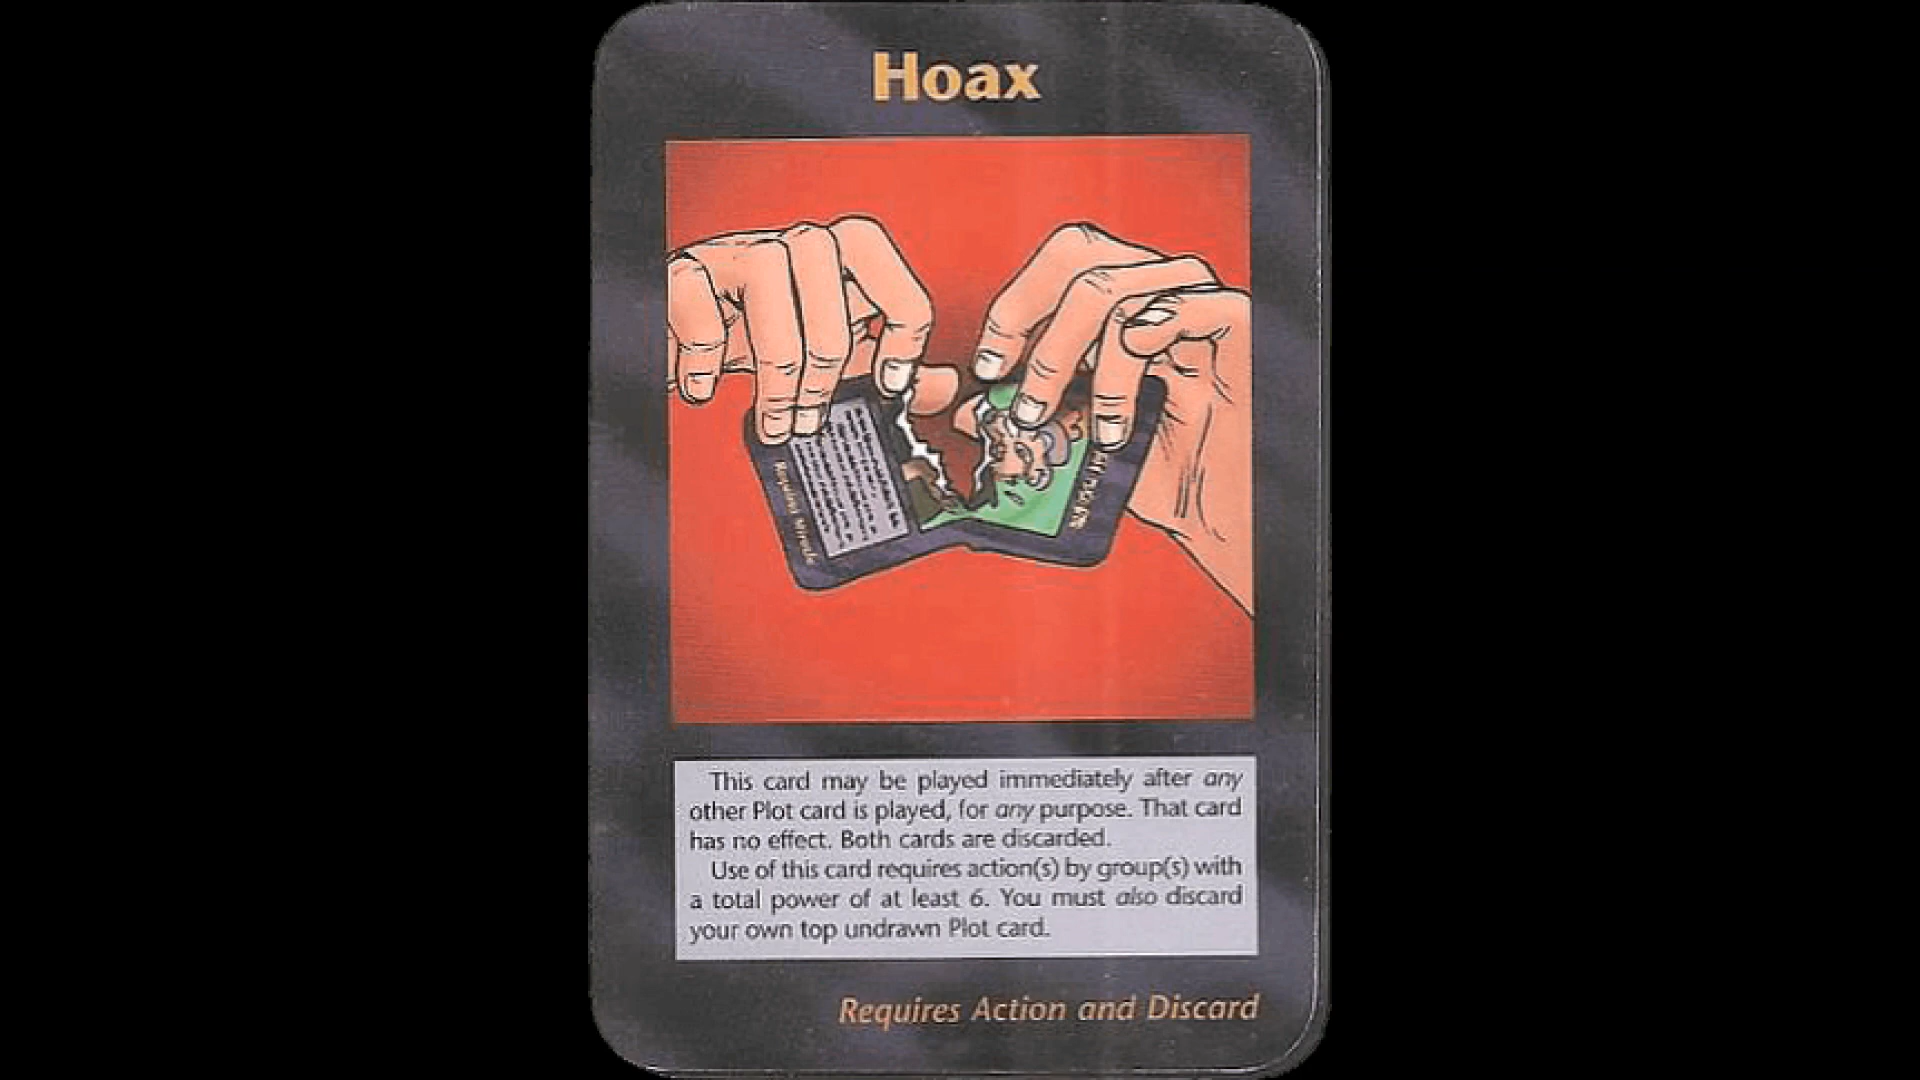 Hoax
This card may be played immediately after any
other Plot card is played, for any purpose. That card
has no effect. Both cards are discarded.
Use of this card requires action(s) by group(s) with
a total power of at least 6. You must also discard
your own top undrawn Plot card.
Requires Action and Discard